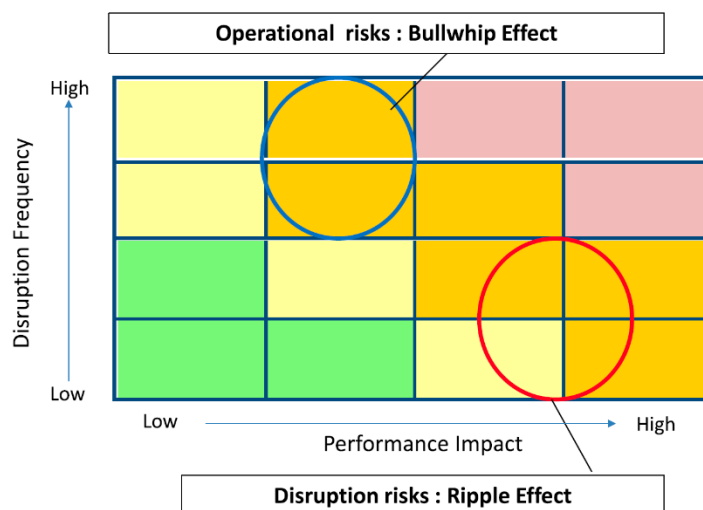 Operational risks : Bullwhip Effect
High
Disruption Frequency
Low
Low
High
Performance Impact
Disruption risks : Ripple Effect